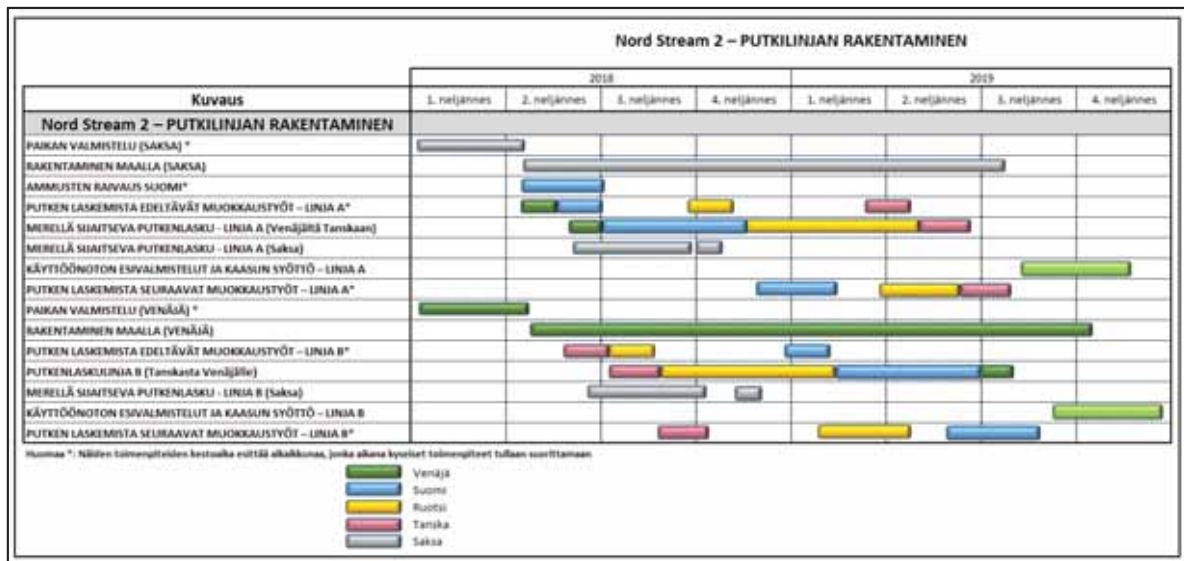 Nord Stream 2 – PUTKILINJAN RAKENTAMINEN
2018 2019
Kuvaus 1. neljännes 2. neljännes 3. neljännes 4. neljännes 1. neljännes 2. neljännes 3. neljännes 4. neljännes
Nord Stream 2 – PUTKILINJAN RAKENTAMINEN
PAIKAN VALMISTELU (SAKSA) *
RAKENTAMINEN MAALLA (SAKSA)
AMMUSTEN RAIVAUS SUOMI*
PUTKEN LASKEMISTA EDELTÄVÄT MUOKKAUSTYÖT – LINJA A*
MERELLÄ SIJAITSEVA PUTKENLASKU - LINJA A (Venäjältä Tanskaan)
MERELLÄ SIJAITSEVA PUTKENLASKU - LINJA A (Saksa)
KÄYTTÖÖNOTON ESIVALMISTELUT JA KAASUN SYÖTTÖ – LINJA A
PUTKEN LASKEMISTA SEURAAVAT MUOKKAUSTYÖT – LINJA A*
PAIKAN VALMISTELU (VENÄJÄ) *
RAKENTAMINEN MAALLA (VENÄJÄ)
PUTKEN LASKEMISTA EDELTÄVÄT MUOKKAUSTYÖT – LINJA B*
PUTKENLASKULINJA B (Tanskasta Venäjälle)
MERELLÄ SIJAITSEVA PUTKENLASKU - LINJA B (Saksa)
KÄYTTÖÖNOTON ESIVALMISTELUT JA KAASUN SYÖTTÖ – LINJA B
PUTKEN LASKEMISTA SEURAAVAT MUOKKAUSTYÖT – LINJA B*
Huomaa *: Näiden toimenpiteiden kestoaika esittää aikaikkunaa, jonka aikana kyseiset toimenpiteet tullaan suorittamaan
Venäjä
Suomi
Ruotsi
Tanska
Saksa